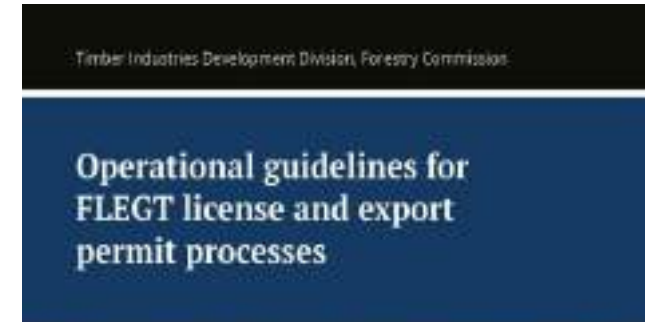 Timber Industries Development Division, Forestry Commission
Operational guidelines for
FLEGT license and export
permit processes